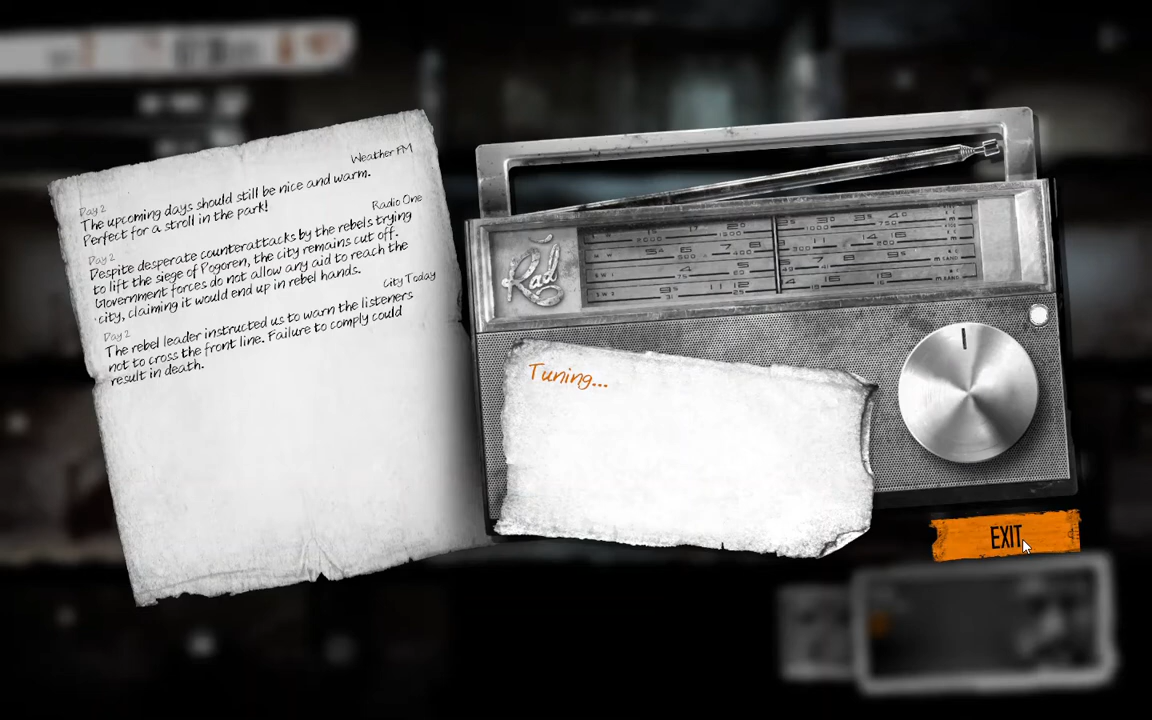 Weather FM
Day 2
The upcoming days should still be nice and warm.
Perfect for a stroll in the park!
Radio One
Day 2
Despite desperate counterattacks by the rebels trying
to lift the siege of Pogoren, the city remains cut off.
Government forces do not allow any aid to reach the
city, claiming it would end up in rebel hands.
City Today
Day 2
The rebel leader instructed us to warn the listeners
not to cross the front line. Failure to comply could
result in death.
Rad
Tuning...
EXIT